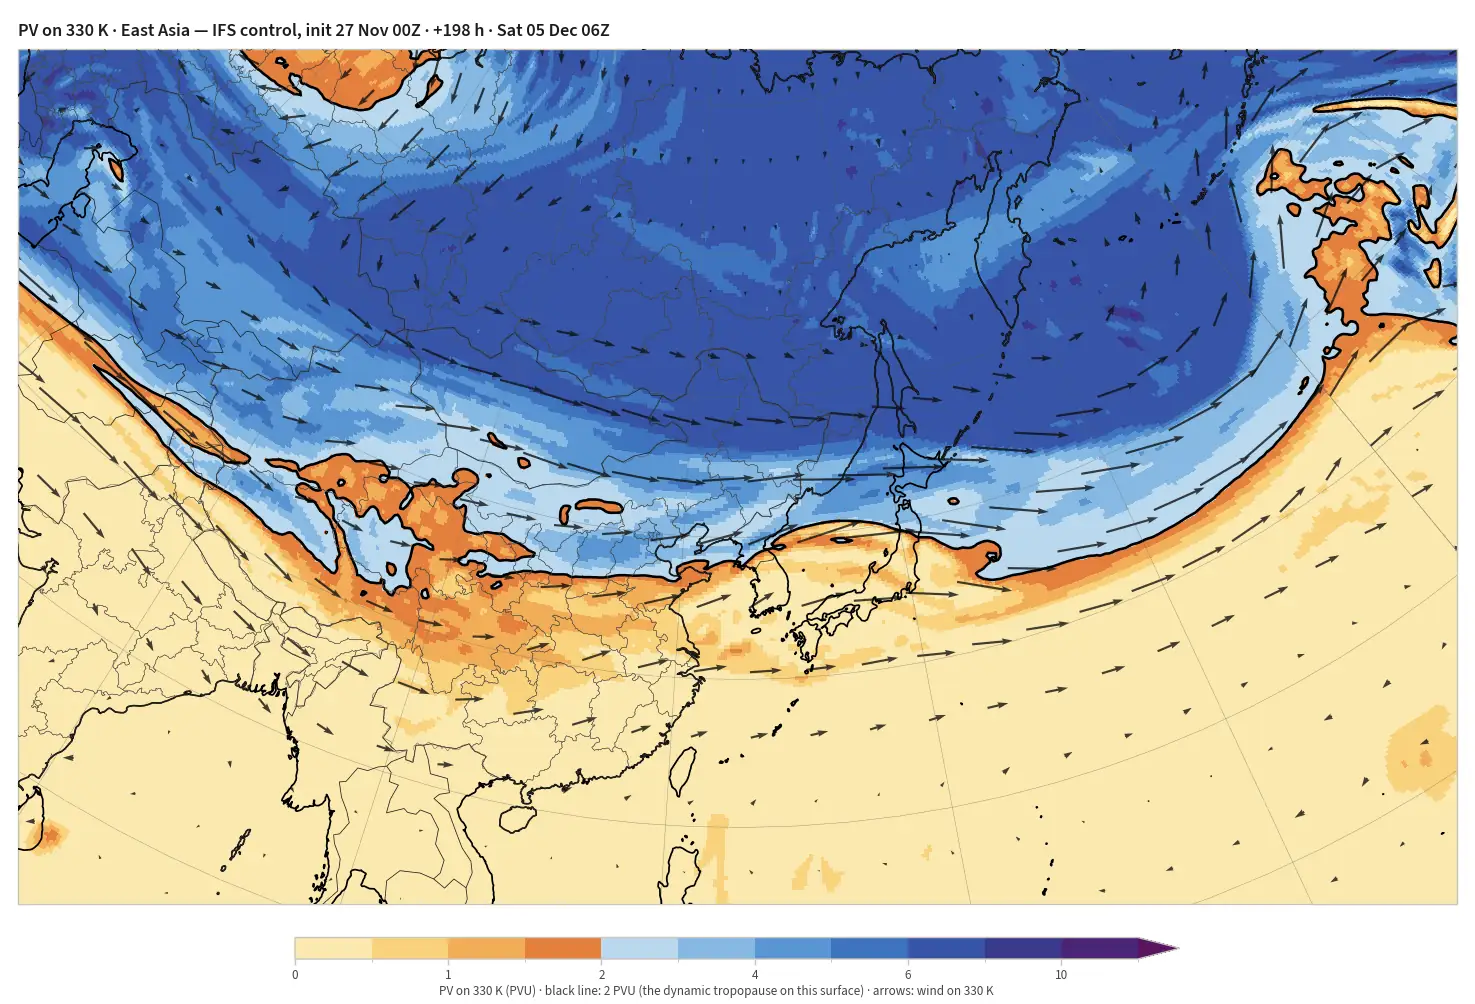 PV on 330 K · East Asia — IFS control, init 27 Nov 00Z · +198 h · Sat 05 Dec 06Z
0 1 2 4 6 10
PV on 330 K (PVU) · black line: 2 PVU (the dynamic tropopause on this surface) · arrows: wind on 330 K